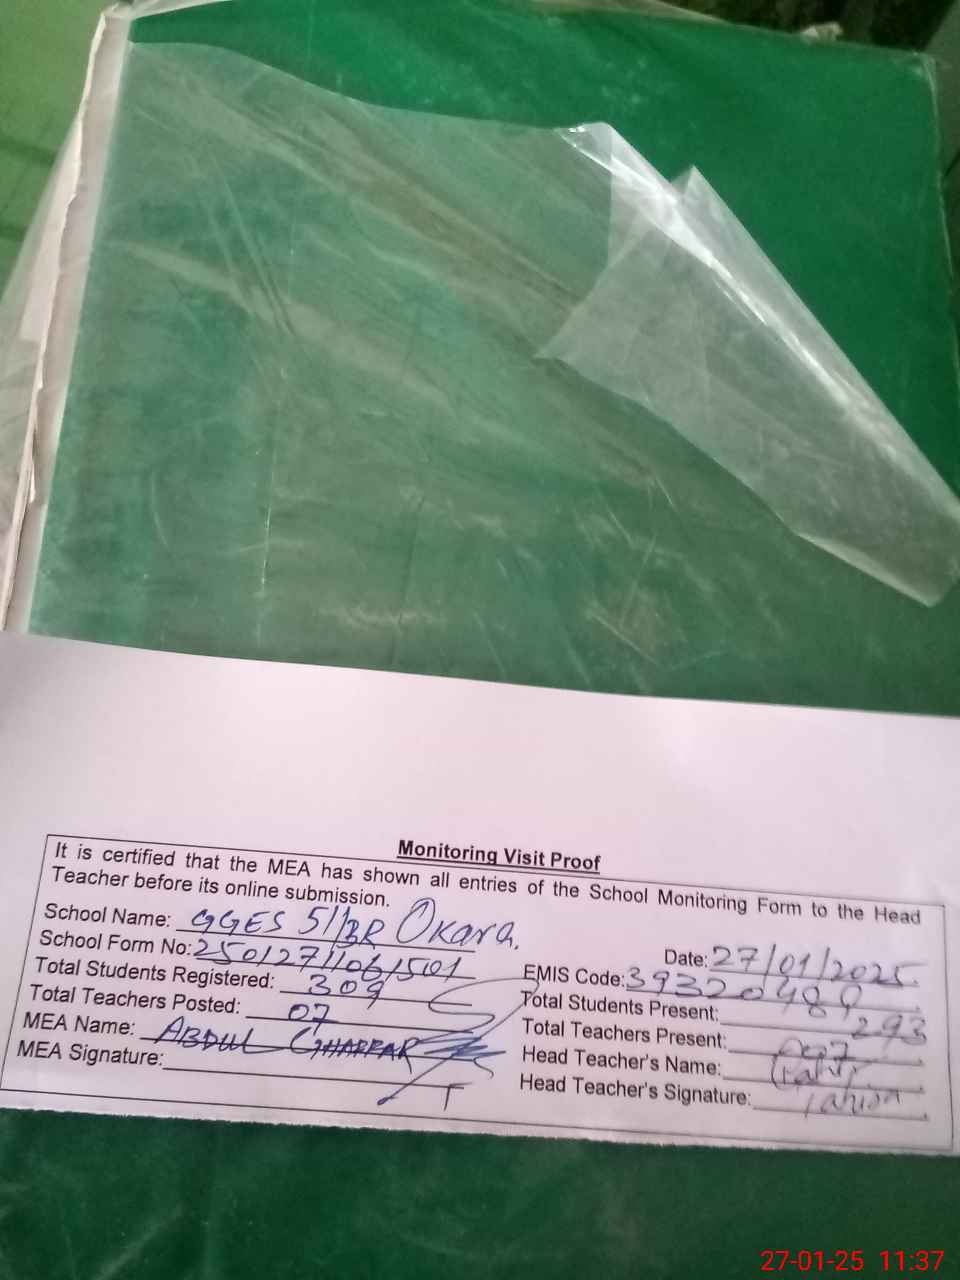 Monitoring Visit Proof
It is certified that the MEA has shown all entries of the School Monitoring Form to the Head
Teacher before its online submission.
School Name: GGES 51/3R Okara.
Date: 27/01/2025
School Form No: 2501271106/5101
EMIS Code: 39320489
Total Students Registered: 309
Total Students Present: 293
Total Teachers Posted: 07
Total Teachers Present: 07
MEA Name: ABDUL GHAFFAR
Head Teacher's Name:
MEA Signature:
Head Teacher's Signature:
27-01-25 11:37